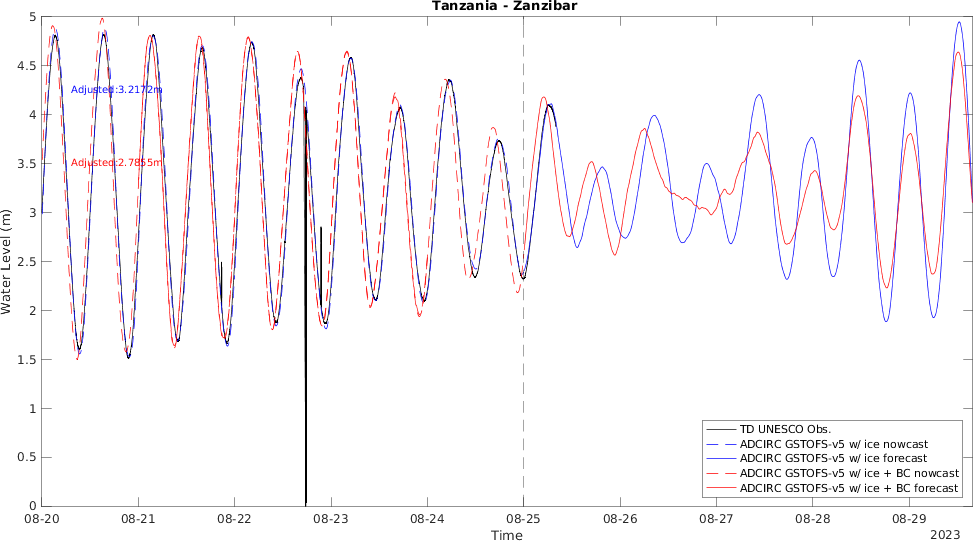 Tanzania - Zanzibar
5
4.5
4
3.5
3
2.5
2
1.5
1
0.5
0
Water Level (m)
Adjusted:3.2172m
Adjusted:2.7855m
TD UNESCO Obs.
ADCIRC GSTOFS-v5 w/ ice nowcast
ADCIRC GSTOFS-v5 w/ ice forecast
ADCIRC GSTOFS-v5 w/ ice + BC nowcast
ADCIRC GSTOFS-v5 w/ ice + BC forecast
08-20 08-21 08-22 08-23 08-24 08-25 08-26 08-27 08-28 08-29
Time
2023